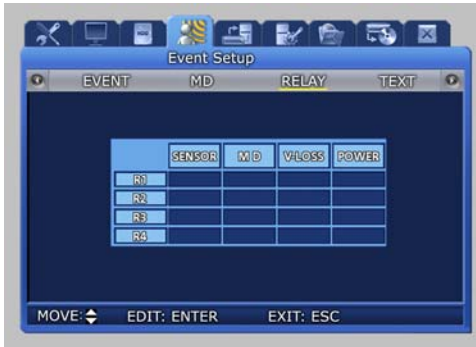 Event Setup
EVENT MD RELAY TEXT
SENSOR M D V-LOSS POWER
R1
R2
R3
R4
MOVE: EDIT: ENTER EXIT: ESC